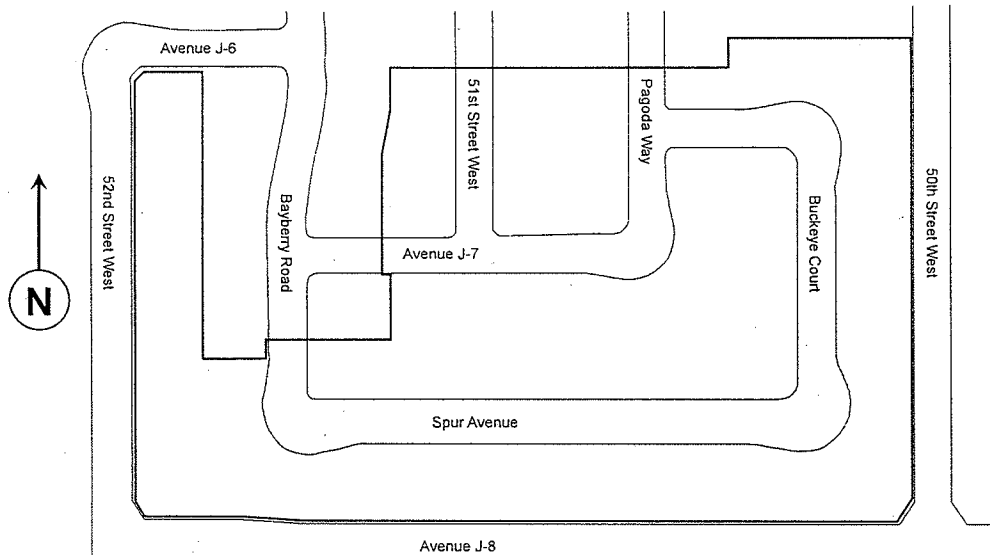 Avenue J-6
51st Street West
Pagoda Way
52nd Street West
Bayberry Road
Buckeye Court
50th Street West
Avenue J-7
N
Spur Avenue
Avenue J-8